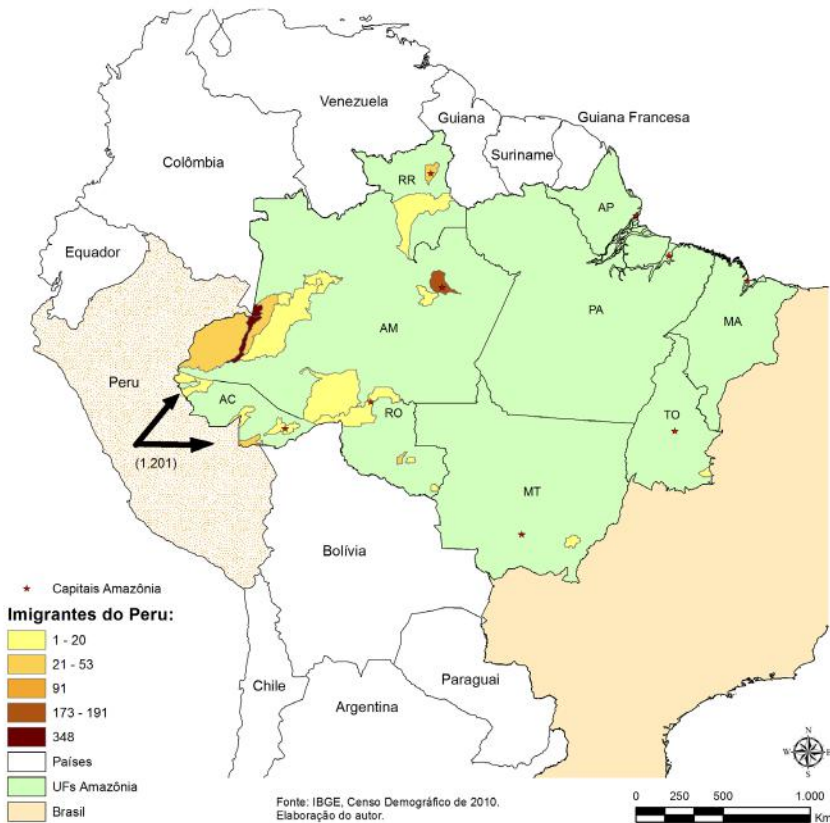 Venezuela
Guiana
Guiana Francesa
Suriname
Colômbia
RR
AP
Equador
AM
PA
MA
Peru
AC
RO
TO
(1.201)
MT
Bolívia
Capitais Amazônia
Imigrantes do Peru:
1 - 20
21 - 53
91
173 - 191
348
Países
UFs Amazônia
Brasil
Chile
Paraguai
Argentina
N
W
E
S
Fonte: IBGE, Censo Demográfico de 2010.
Elaboração do autor.
0 250 500 1.000
Km